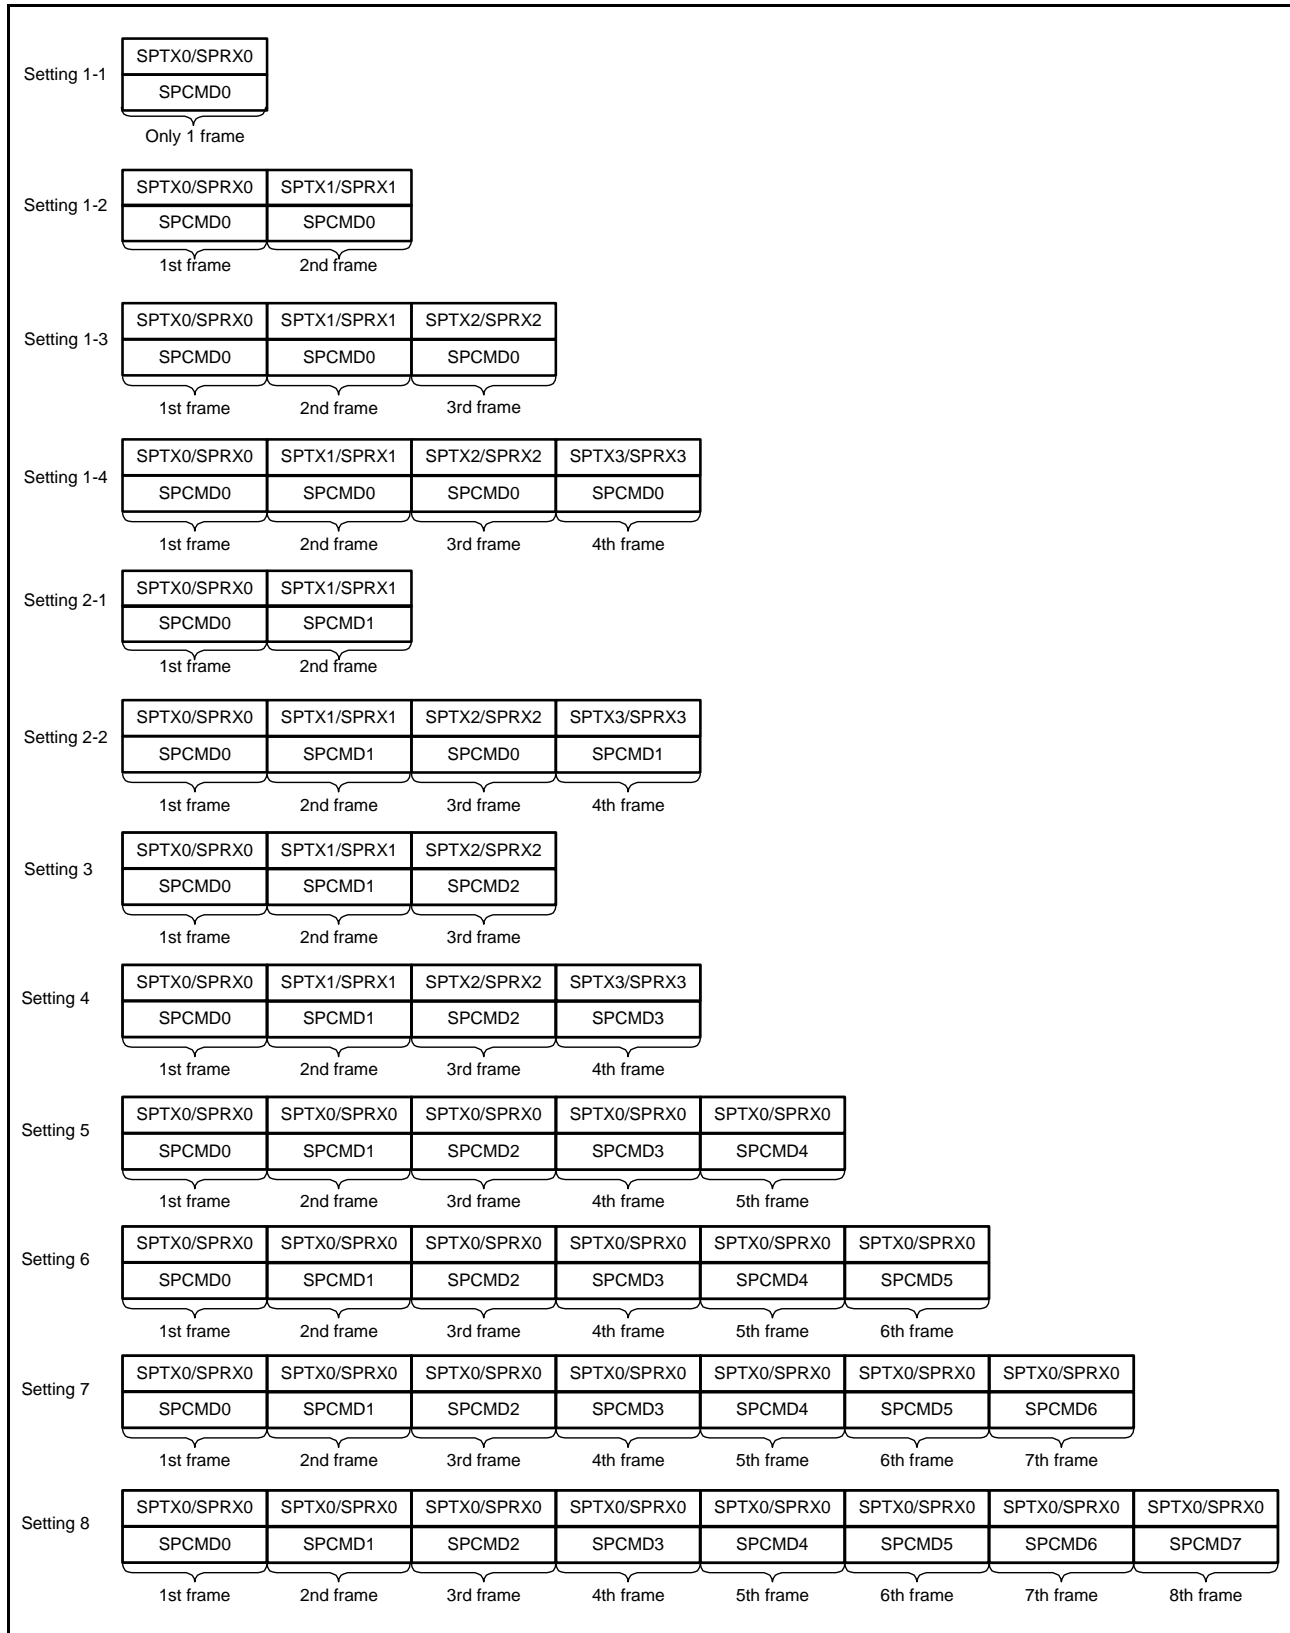 Setting 1-1
SPTX0/SPRX0
SPCMD0
Only 1 frame
Setting 1-2
SPTX0/SPRX0 SPTX1/SPRX1
SPCMD0 SPCMD0
1st frame 2nd frame
Setting 1-3
SPTX0/SPRX0 SPTX1/SPRX1 SPTX2/SPRX2
SPCMD0 SPCMD0 SPCMD0
1st frame 2nd frame 3rd frame
Setting 1-4
SPTX0/SPRX0 SPTX1/SPRX1 SPTX2/SPRX2 SPTX3/SPRX3
SPCMD0 SPCMD0 SPCMD0 SPCMD0
1st frame 2nd frame 3rd frame 4th frame
Setting 2-1
SPTX0/SPRX0 SPTX1/SPRX1
SPCMD0 SPCMD1
1st frame 2nd frame
Setting 2-2
SPTX0/SPRX0 SPTX1/SPRX1 SPTX2/SPRX2 SPTX3/SPRX3
SPCMD0 SPCMD1 SPCMD0 SPCMD1
1st frame 2nd frame 3rd frame 4th frame
Setting 3
SPTX0/SPRX0 SPTX1/SPRX1 SPTX2/SPRX2
SPCMD0 SPCMD1 SPCMD2
1st frame 2nd frame 3rd frame
Setting 4
SPTX0/SPRX0 SPTX1/SPRX1 SPTX2/SPRX2 SPTX3/SPRX3
SPCMD0 SPCMD1 SPCMD2 SPCMD3
1st frame 2nd frame 3rd frame 4th frame
Setting 5
SPTX0/SPRX0 SPTX0/SPRX0 SPTX0/SPRX0 SPTX0/SPRX0 SPTX0/SPRX0
SPCMD0 SPCMD1 SPCMD2 SPCMD3 SPCMD4
1st frame 2nd frame 3rd frame 4th frame 5th frame
Setting 6
SPTX0/SPRX0 SPTX0/SPRX0 SPTX0/SPRX0 SPTX0/SPRX0 SPTX0/SPRX0 SPTX0/SPRX0
SPCMD0 SPCMD1 SPCMD2 SPCMD3 SPCMD4 SPCMD5
1st frame 2nd frame 3rd frame 4th frame 5th frame 6th frame
Setting 7
SPTX0/SPRX0 SPTX0/SPRX0 SPTX0/SPRX0 SPTX0/SPRX0 SPTX0/SPRX0 SPTX0/SPRX0 SPTX0/SPRX0
SPCMD0 SPCMD1 SPCMD2 SPCMD3 SPCMD4 SPCMD5 SPCMD6
1st frame 2nd frame 3rd frame 4th frame 5th frame 6th frame 7th frame
Setting 8
SPTX0/SPRX0 SPTX0/SPRX0 SPTX0/SPRX0 SPTX0/SPRX0 SPTX0/SPRX0 SPTX0/SPRX0 SPTX0/SPRX0 SPTX0/SPRX0
SPCMD0 SPCMD1 SPCMD2 SPCMD3 SPCMD4 SPCMD5 SPCMD6 SPCMD7
1st frame 2nd frame 3rd frame 4th frame 5th frame 6th frame 7th frame 8th frame